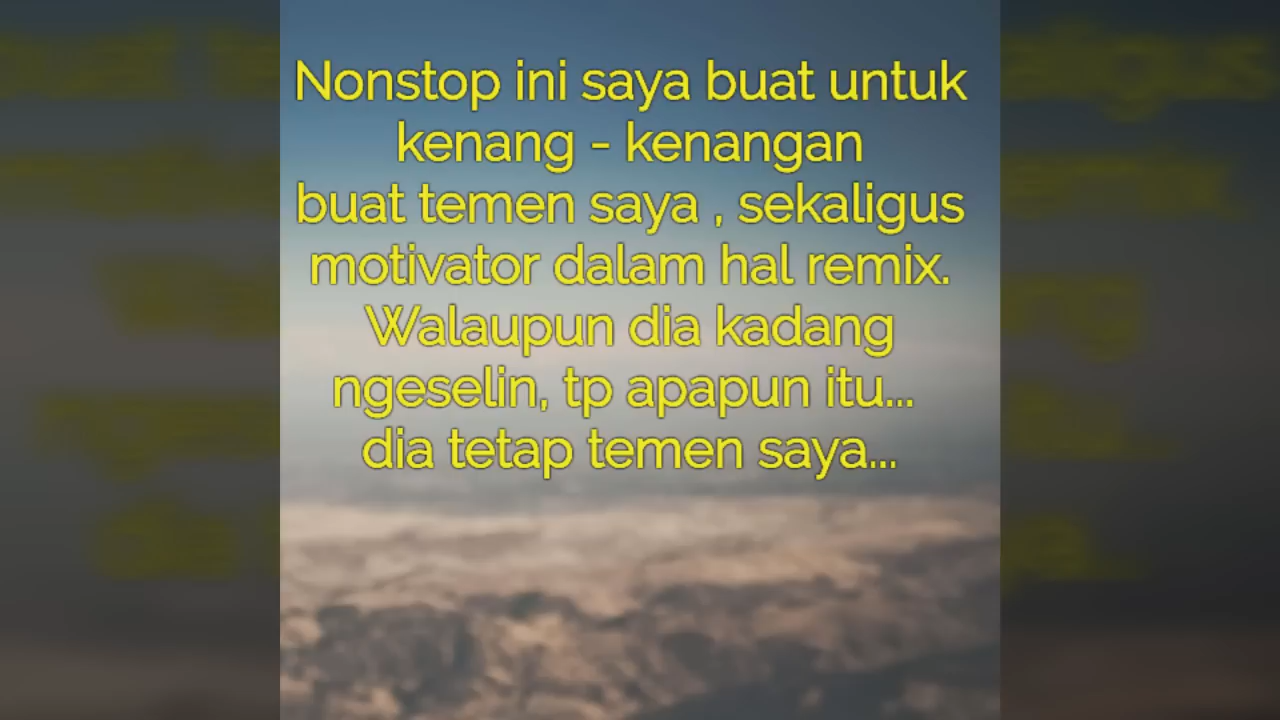 Nonstop ini saya buat untuk
kenang - kenangan
buat temen saya , sekaligus
motivator dalam hal remix.
Walaupun dia kadang
ngeselin, tp apapun itu...
dia tetap temen saya...